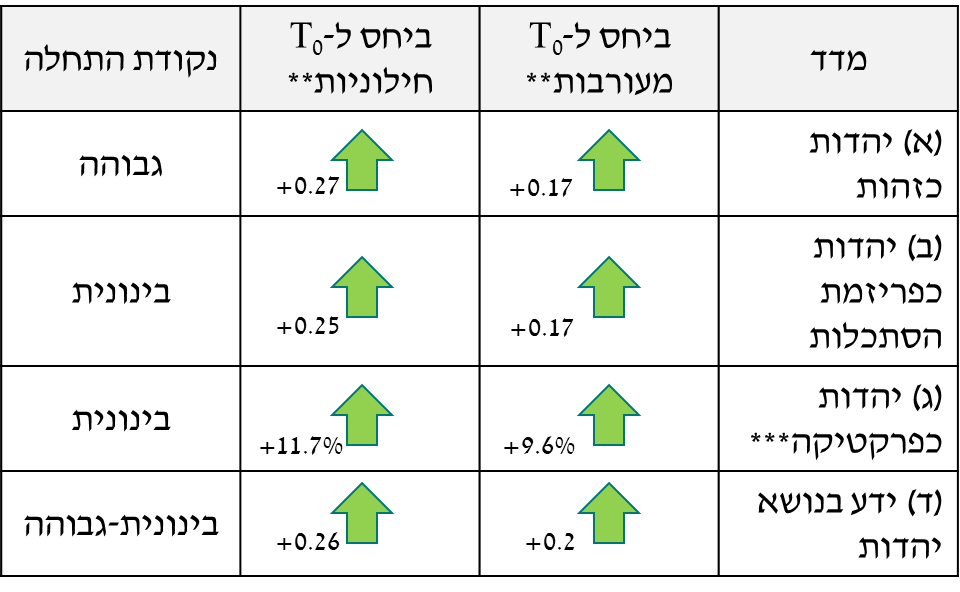 מדד
ביחס ל-T₀
מעורבות**
ביחס ל-T₀
חילוניות**
נקודת התחלה
(א) יהדות
כזהות
+0.17
+0.27
גבוהה
(ב) יהדות
כפריזמת
הסתכלות
+0.17
+0.25
בינונית
(ג) יהדות
כפרקטיקה***
+9.6%
+11.7%
בינונית
(ד) ידע בנושא
יהדות
+0.2
+0.26
בינונית-גבוהה